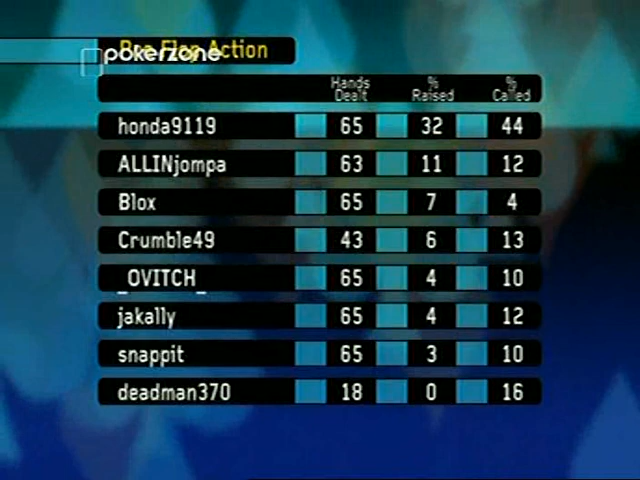 Pre Flop Action
pokerzone
Hands Dealt % Raised % Called
honda9119 65 32 44
ALLINjompa 63 11 12
Blox 65 7 4
Crumble49 43 6 13
_OVITCH_ 65 4 10
jakally 65 4 12
snappit 65 3 10
deadman370 18 0 16